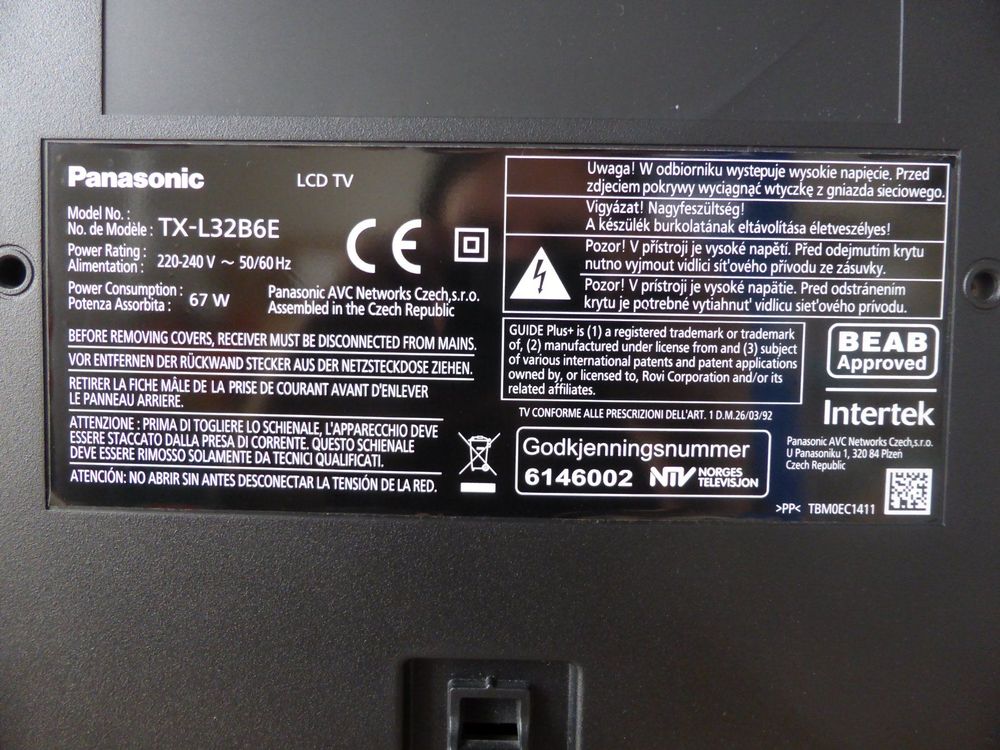 Panasonic
LCD TV
Model No. :
No. de Modèle : TX-L32B6E
Power Rating :
Alimentation : 220-240 V ~ 50/60 Hz
Power Consumption :
Potenza Assorbita : 67 W
CE
Panasonic AVC Networks Czech,s.r.o.
Assembled in the Czech Republic
BEFORE REMOVING COVERS, RECEIVER MUST BE DISCONNECTED FROM MAINS.
VOR ENTFERNEN DER RÜCKWAND STECKER AUS DER NETZSTECKDOSE ZIEHEN.
RETIRER LA FICHE MÂLE DE LA PRISE DE COURANT AVANT D'ENLEVER
LE PANNEAU ARRIERE.
ATTENZIONE : PRIMA DI TOGLIERE LO SCHIENALE, L'APPARECCHIO DEVE
ESSERE STACCATO DALLA PRESA DI CORRENTE. QUESTO SCHIENALE
DEVE ESSERE RIMOSSO SOLAMENTE DA TECNICI QUALIFICATI.
ATENCIÓN: NO ABRIR SIN ANTES DESCONECTAR LA TENSIÓN DE LA RED.
Uwaga! W odbiorniku wystepuje wysokie napięcie. Przed
zdjeciem pokrywy wyciągnąć wtyczkę z gniazda sieciowego.
Vigyázat! Nagyfeszültség!
A készülék burkolatának eltávolítása életveszélyes!
Pozor! V přístroji je vysoké napětí. Před odejmutím krytu
nutno vyjmout vidlici síťového přívodu ze zásuvky.
Pozor! V prístroji je vysoké napätie. Pred odstránením
krytu je potrebné vytiahnuť vidlicu sieťového prívodu.
GUIDE Plus+ is (1) a registered trademark or trademark
of, (2) manufactured under license from and (3) subject
of various international patents and patent applications
owned by, or licensed to, Rovi Corporation and/or its
related affiliates.
BEAB
Approved
Intertek
TV CONFORME ALLE PRESCRIZIONI DELL'ART. 1 D.M.26/03/92
Godkjenningsnummer
6146002 NTV NORGES
TELEVISJON
Panasonic AVC Networks Czech,s.r.o.
U Panasoniku 1, 320 84 Plzeň
Czech Republic
>PP< TBM0EC1411